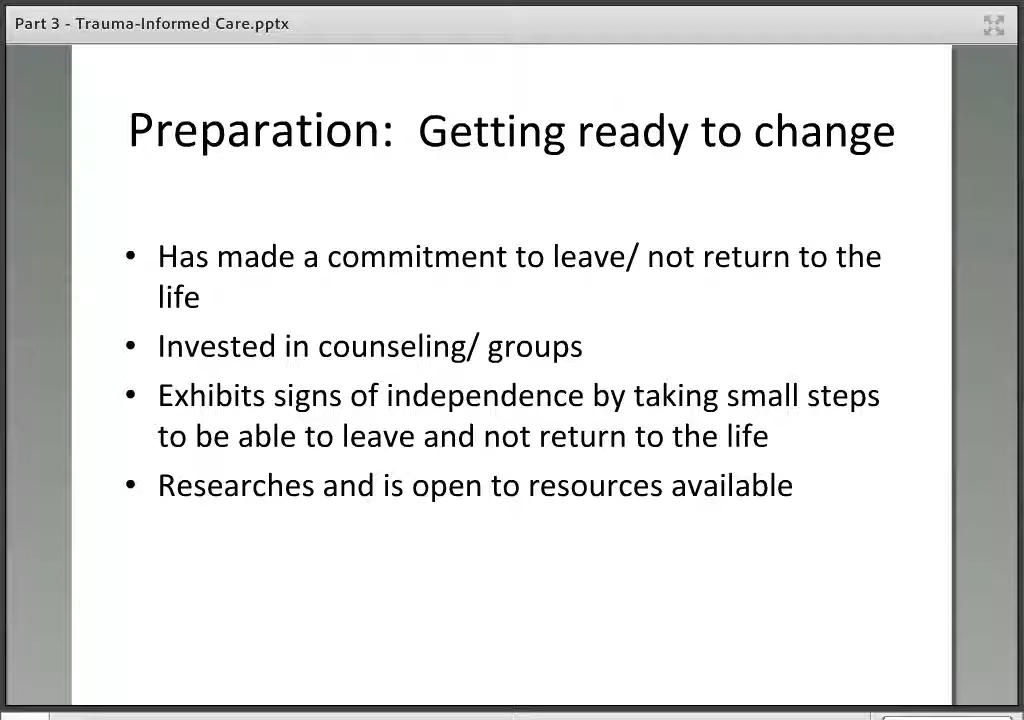 Part 3 - Trauma-Informed Care.pptx
Preparation: Getting ready to change
• Has made a commitment to leave/ not return to the
life
• Invested in counseling/ groups
• Exhibits signs of independence by taking small steps
to be able to leave and not return to the life
• Researches and is open to resources available